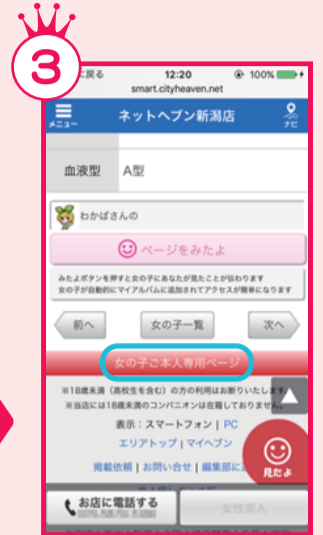 3
に戻る 12:20 100%
smart.cityheaven.net
メニュー ネットヘブン新潟店 ナビ
血液型 A型
わかばさんの
ページをみたよ
みたよボタンを押すと女の子にあなたが見たことが伝わります
女の子が自動的にマイアルバムに追加されてアクセスが簡単になります
前へ 女の子一覧 次へ
女の子ご本人専用ページ
※18歳未満（高校生を含む）の方の利用はお断りいたします
※当店には18歳未満のコンパニオンは在籍しておりません。
表示：スマートフォン | PC
エリアトップ | マイヘブン
掲載依頼 | お問い合せ | 編集部に
見たよ
お店に電話する 女性求人